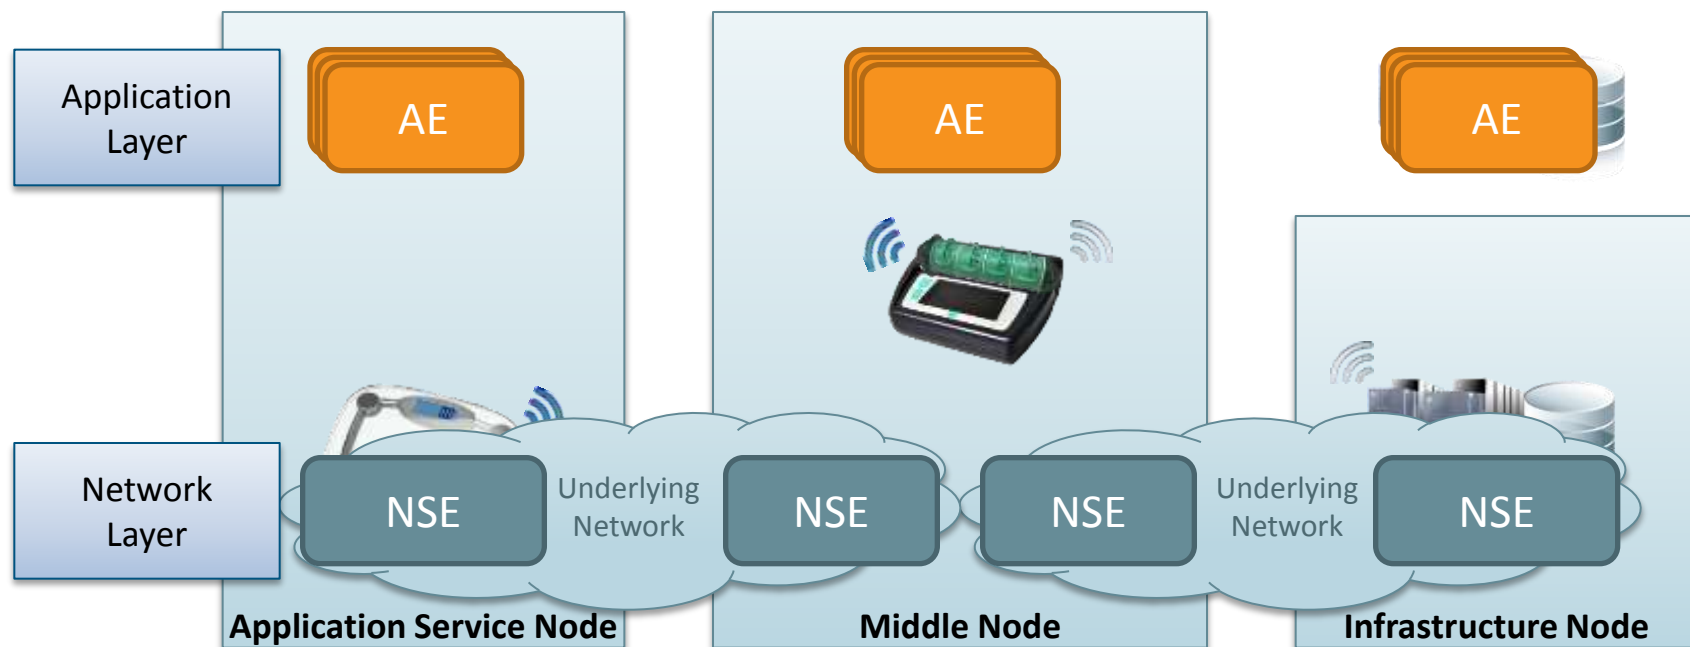 Application
Layer
AE
AE
AE
Network
Layer
NSE
Underlying
Network
NSE
NSE
Underlying
Network
NSE
Application Service Node
Middle Node
Infrastructure Node